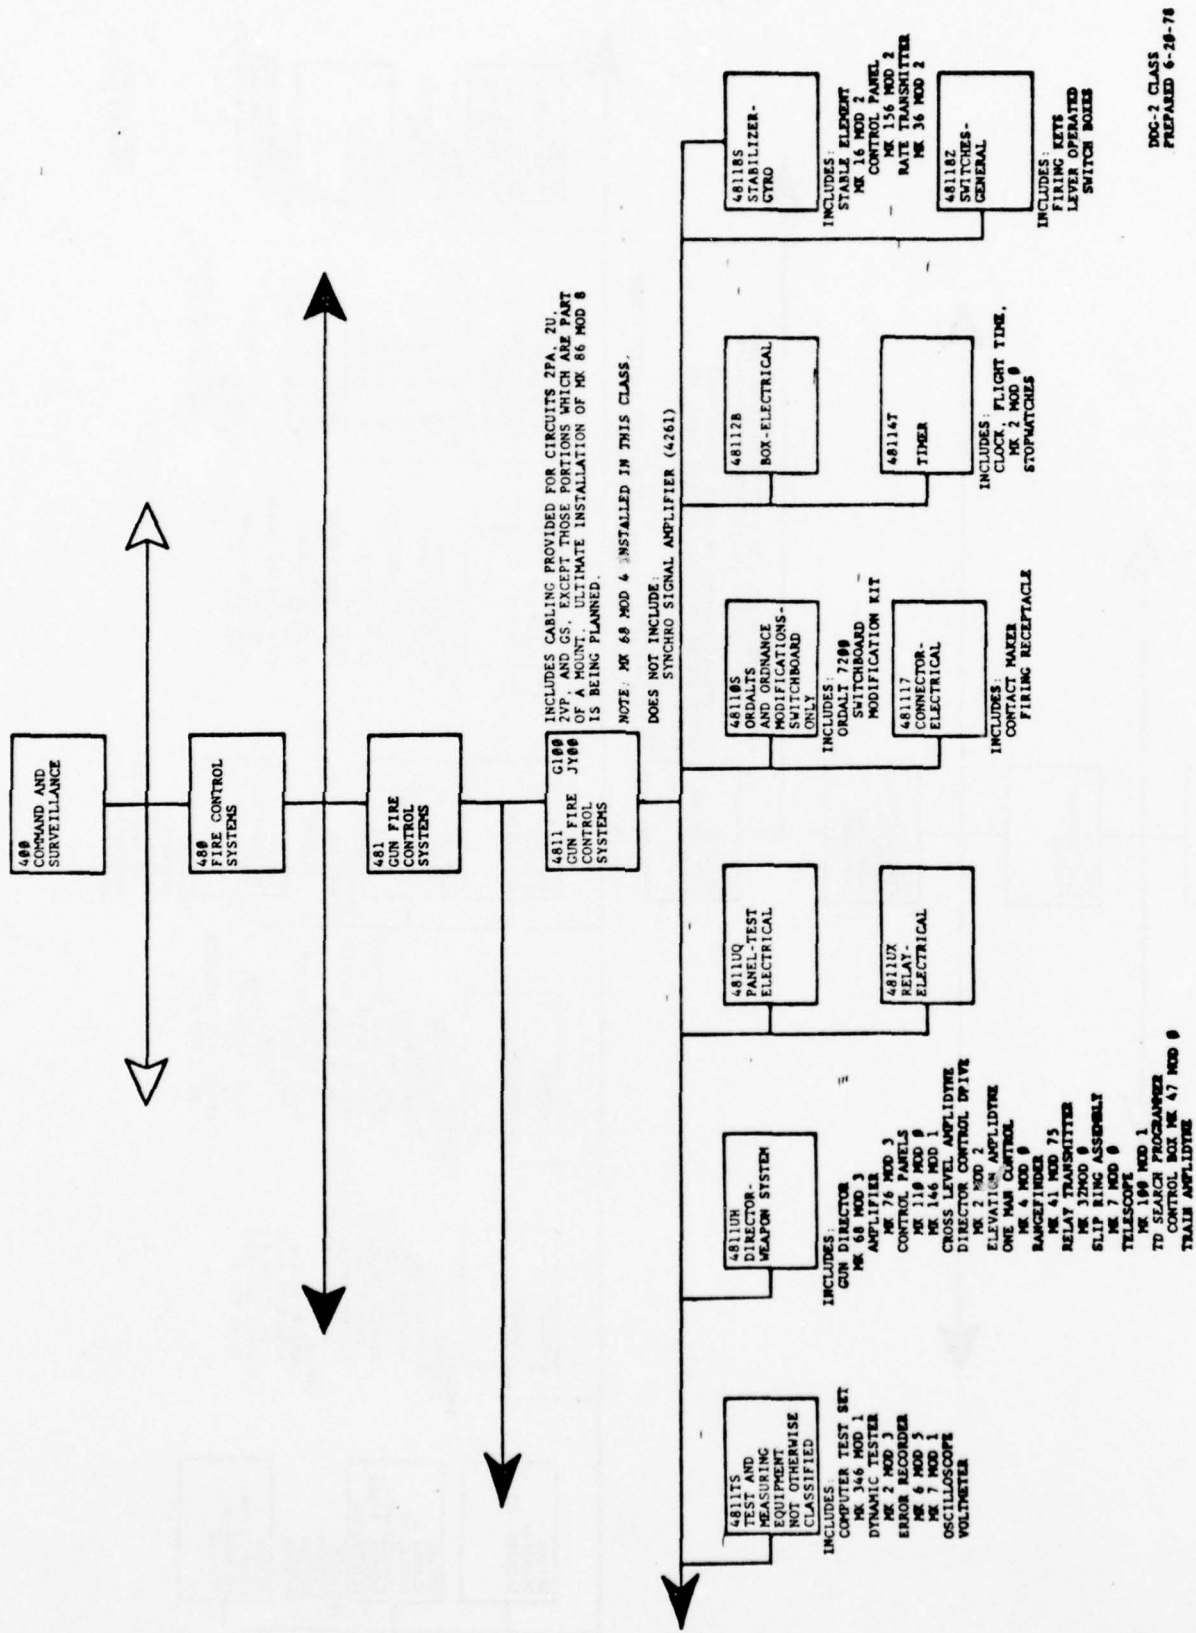 400
COMMAND AND
SURVEILLANCE
480
FIRE CONTROL
SYSTEMS
481
GUN FIRE
CONTROL
SYSTEMS
4811 G100
GUN FIRE JY00
CONTROL
SYSTEMS
INCLUDES CABLING PROVIDED FOR CIRCUITS 2PA, 2U,
2VP, AND GS, EXCEPT THOSE PORTIONS WHICH ARE PART
OF A MOUNT. ULTIMATE INSTALLATION OF MK 86 MOD 8
IS BEING PLANNED.
NOTE: MK 68 MOD 4 INSTALLED IN THIS CLASS.
DOES NOT INCLUDE:
SYNCHRO SIGNAL AMPLIFIER (4261)
4811TS
TEST AND
MEASURING
EQUIPMENT
NOT OTHERWISE
CLASSIFIED
INCLUDES:
COMPUTER TEST SET
MK 346 MOD 1
DYNAMIC TESTER
MK 2 MOD 3
ERROR RECORDER
MK 6 MOD 5
MK 7 MOD 1
OSCILLOSCOPE
VOLTMETER
4811UH
DIRECTOR-
WEAPON SYSTEM
INCLUDES:
GUN DIRECTOR
MK 68 MOD 3
AMPLIFIER
MK 76 MOD 3
CONTROL PANELS
MK 110 MOD 0
MK 146 MOD 1
CROSS LEVEL AMPLIDYNE
DIRECTOR CONTROL DPIVE
MK 2 MOD 2
ELEVATION AMPLIDYNE
ONE MAN CONTROL
MK 4 MOD 0
RANGEFINDER
MK 41 MOD 75
RELAY TRANSMITTER
MK 32MOD 0
SLIP RING ASSEMBLY
MK 7 MOD 0
TELESCOPE
MK 100 MOD 1
TD SEARCH PROGRAMMER
CONTROL BOX MK 47 MOD 0
TRAIN AMPLIDYNE
4811UQ
PANEL-TEST
ELECTRICAL
4811UX
RELAY-
ELECTRICAL
48110S
ORDALTS
AND ORDNANCE
MODIFICATIONS-
SWITCHBOARD
ONLY
INCLUDES:
ORDALT 7200
SWITCHBOARD
MODIFICATION KIT
481117
CONNECTOR-
ELECTRICAL
INCLUDES:
CONTACT MAKER
FIRING RECEPTACLE
48112B
BOX-ELECTRICAL
48114T
TIMER
INCLUDES:
CLOCK, FLIGHT TIME,
MK 2 MOD 0
STOPWATCHES
48118S
STABILIZER-
GYRO
INCLUDES:
STABLE ELEMENT
MK 16 MOD 2
CONTROL PANEL
MK 156 MOD 2
RATE TRANSMITTER
MK 36 MOD 2
48118Z
SWITCHES-
GENERAL
INCLUDES:
FIRING KEYS
LEVER OPERATED
SWITCH BOXES
DDG-2 CLASS
PREPARED 6-20-78